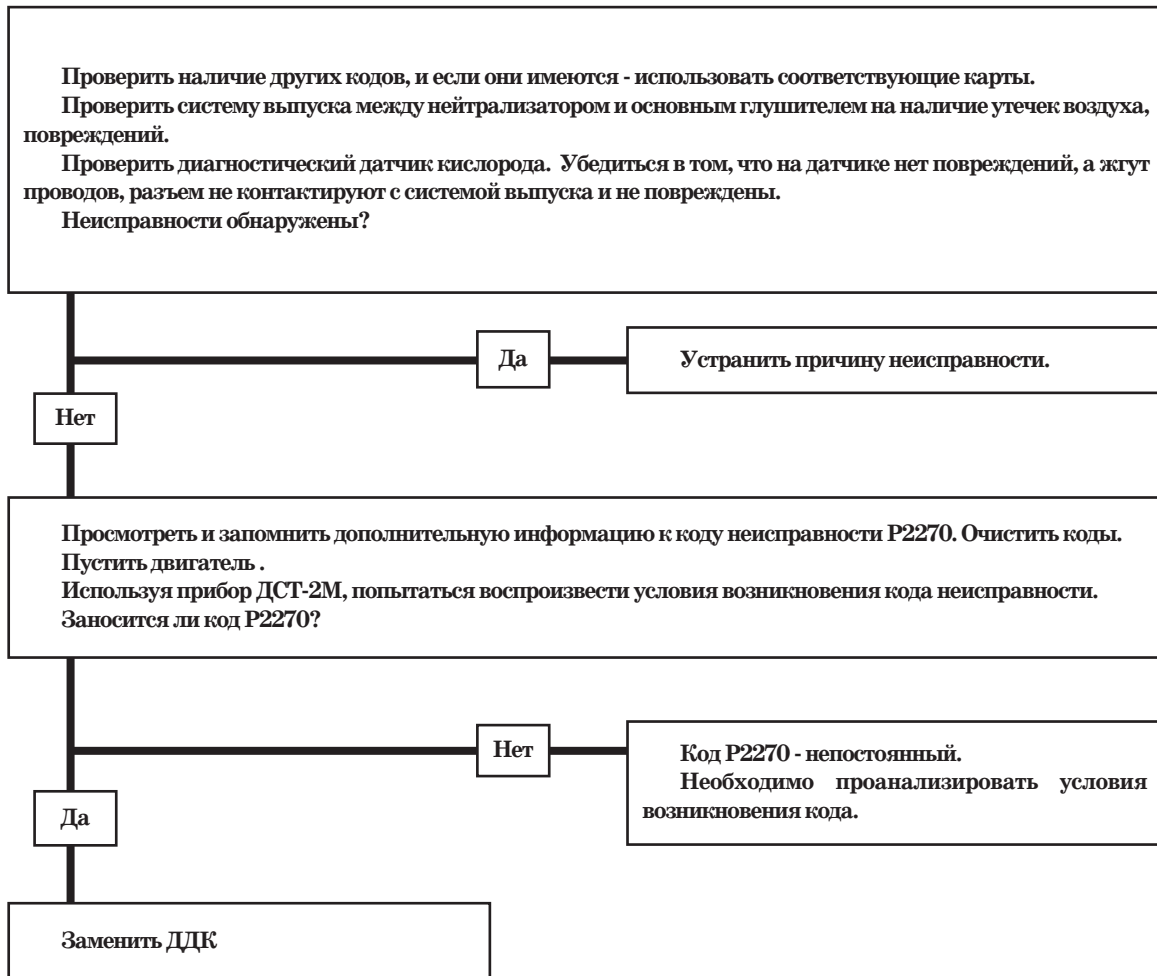 Проверить наличие других кодов, и если они имеются - использовать соответствующие карты.
Проверить систему выпуска между нейтрализатором и основным глушителем на наличие утечек воздуха,
повреждений.
Проверить диагностический датчик кислорода. Убедиться в том, что на датчике нет повреждений, а жгут
проводов, разъем не контактируют с системой выпуска и не повреждены.
Неисправности обнаружены?
Да
Устранить причину неисправности.
Нет
Просмотреть и запомнить дополнительную информацию к коду неисправности Р2270. Очистить коды.
Пустить двигатель .
Используя прибор ДСТ-2М, попытаться воспроизвести условия возникновения кода неисправности.
Заносится ли код Р2270?
Нет
Код Р2270 - непостоянный.
Необходимо проанализировать условия
возникновения кода.
Да
Заменить ДДК